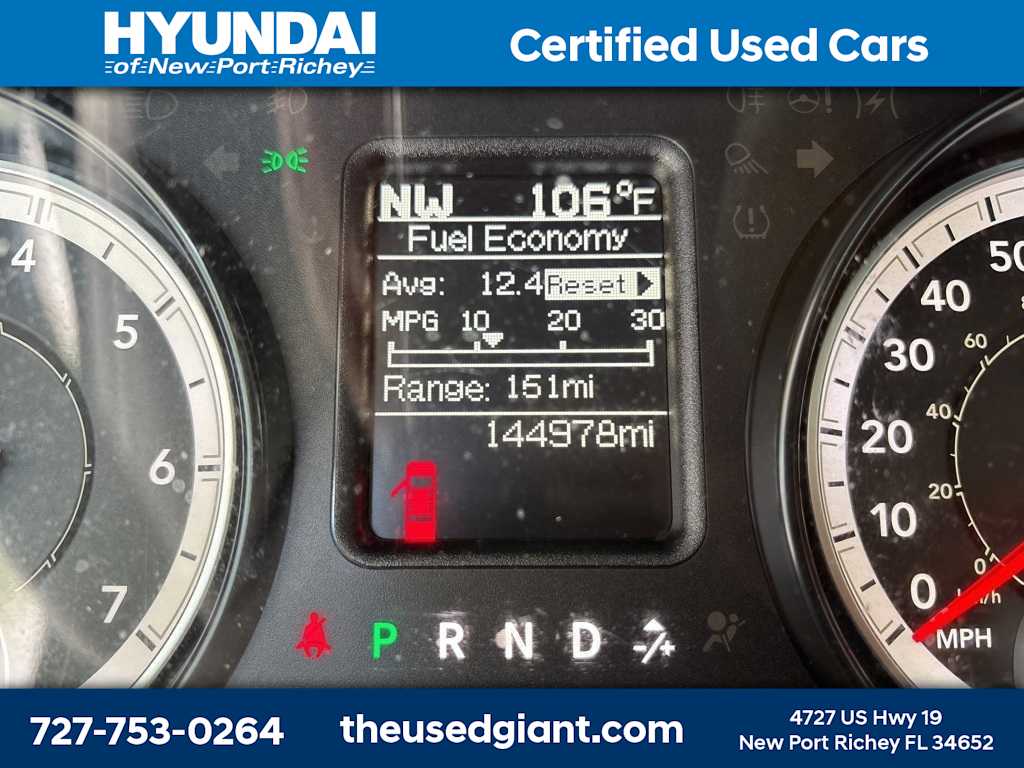 HYUNDAI
of New Port Richey
Certified Used Cars
NW 106°F
Fuel Economy
Avg: 12.4 Reset
MPG 10 20 30
Range: 151mi
144978mi
4
5
6
7
50
40
30
20
10
0
MPH
60
40
20
0
km/h
P R N D -/+
727-753-0264
theusedgiant.com
4727 US Hwy 19
New Port Richey FL 34652